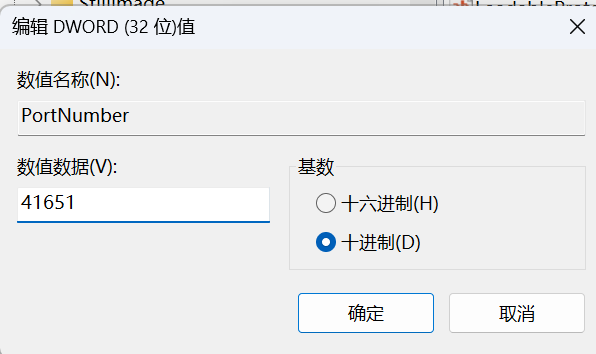 StillImage
编辑 DWORD (32 位)值
数值名称(N):
PortNumber
数值数据(V):
41651
基数
十六进制(H)
十进制(D)
确定
取消